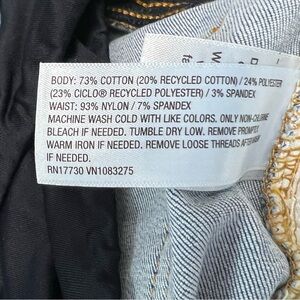 BODY: 73% COTTON (20% RECYCLED COTTON) / 24% POLYESTER
(23% CICLO® RECYCLED POLYESTER) / 3% SPANDEX
WAIST: 93% NYLON / 7% SPANDEX
MACHINE WASH COLD WITH LIKE COLORS. ONLY NON-CHLORINE
BLEACH IF NEEDED. TUMBLE DRY LOW. REMOVE PROMPTLY
WARM IRON IF NEEDED. REMOVE LOOSE THREADS AFTER WEAR
IF NEEDED.
RN17730 VN1083275